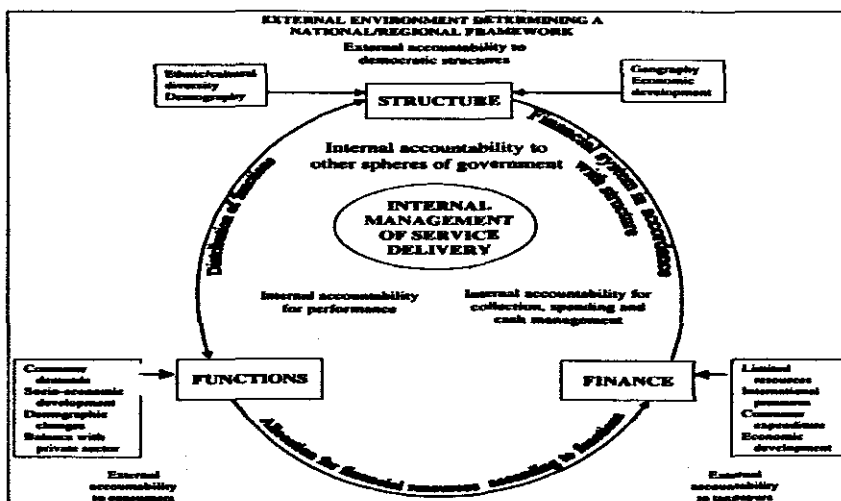 EXTERNAL ENVIRONMENT DETERMINING A
NATIONAL/REGIONAL FRAMEWORK
External accountability to
democratic structures
Ethnic/cultural
diversity
Demography
STRUCTURE
Geography
Economic
development
Internal accountability to
other spheres of government
Distribution of functions
Financial system in accordance
with structure
INTERNAL
MANAGEMENT
OF SERVICE
DELIVERY
Internal accountability
for performance
Internal accountability for
collection, spending and
cash management
Consumer
demands
Socio-economic
development
Demographic
changes
Balance with
private sector
FUNCTIONS
FINANCE
Limited
resources
International
pressures
Consumer
expenditure
Economic
development
Allocation for financial resources according to functions
External
accountability
to consumers
External
accountability
to